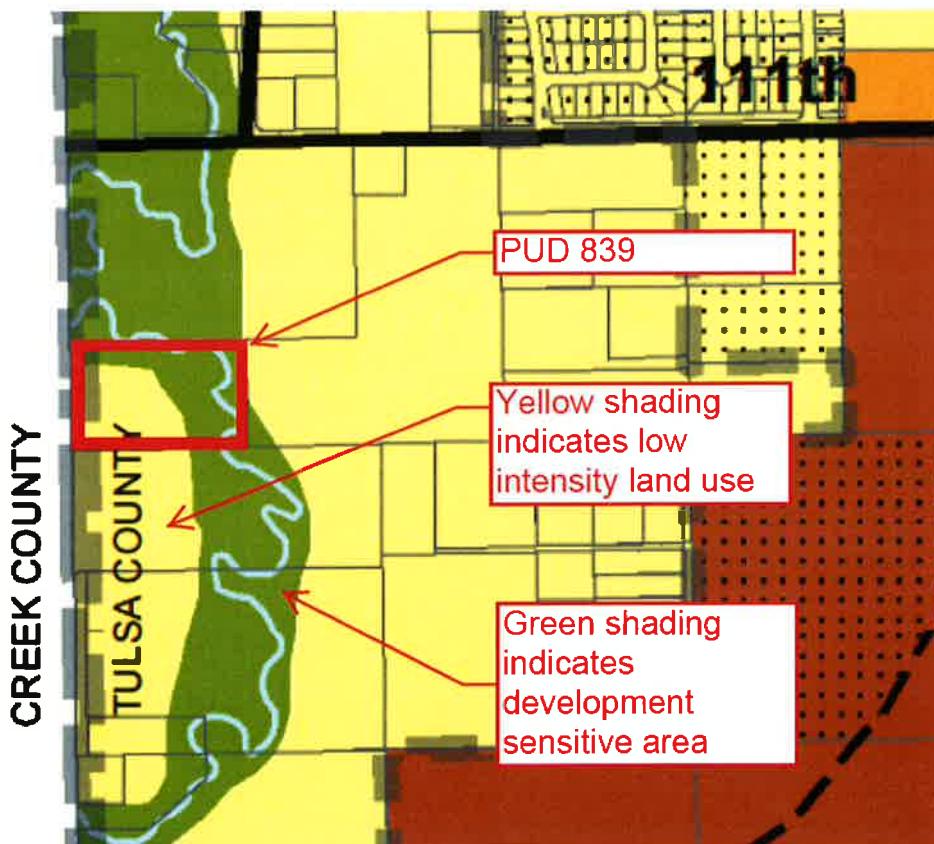 111th
PUD 839
Yellow shading
indicates low
intensity land use
CREEK COUNTY
TULSA COUNTY
Green shading
indicates
development
sensitive area